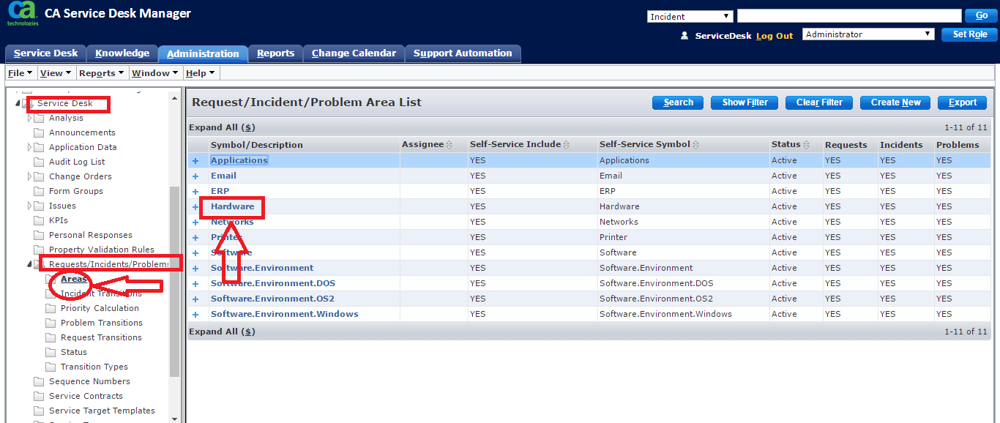 ca technologies CA Service Desk Manager
Incident Go
ServiceDesk Log Out Administrator Set Role
Service Desk Knowledge Administration Reports Change Calendar Support Automation
File View Reports Window Help
Service Desk
Analysis
Announcements
Application Data
Audit Log List
Change Orders
Form Groups
Issues
KPIs
Personal Responses
Property Validation Rules
Requests/Incidents/Problems
Areas
Incident Transitions
Priority Calculation
Problem Transitions
Request Transitions
Status
Transition Types
Sequence Numbers
Service Contracts
Service Target Templates
Request/Incident/Problem Area List Search Show Filter Clear Filter Create New Export
Expand All ($) 1-11 of 11
Symbol/Description Assignee Self-Service Include Self-Service Symbol Status Requests Incidents Problems
+ Applications YES Applications Active YES YES YES
+ Email YES Email Active YES YES YES
+ ERP YES ERP Active YES YES YES
+ Hardware YES Hardware Active YES YES YES
+ Networks YES Networks Active YES YES YES
+ Printer YES Printer Active YES YES YES
+ Software YES Software Active YES YES YES
+ Software.Environment YES Software.Environment Active YES YES YES
+ Software.Environment.DOS YES Software.Environment.DOS Active YES YES YES
+ Software.Environment.OS2 YES Software.Environment.OS2 Active YES YES YES
+ Software.Environment.Windows YES Software.Environment.Windows Active YES YES YES
Expand All ($) 1-11 of 11